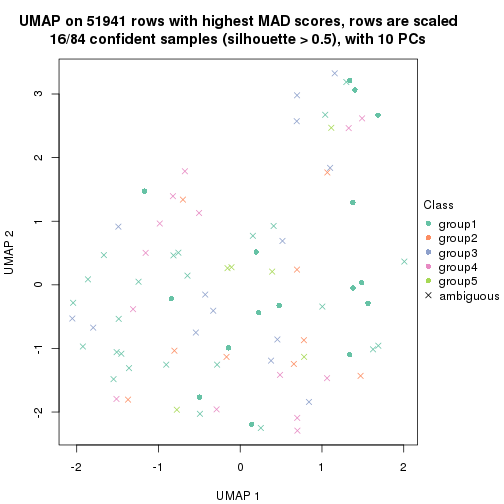 UMAP on 51941 rows with highest MAD scores, rows are scaled
16/84 confident samples (silhouette > 0.5), with 10 PCs
3
2
1
0
-1
-2
UMAP 2
-2
-1
0
1
2
UMAP 1
Class
group1
group2
group3
group4
group5
ambiguous